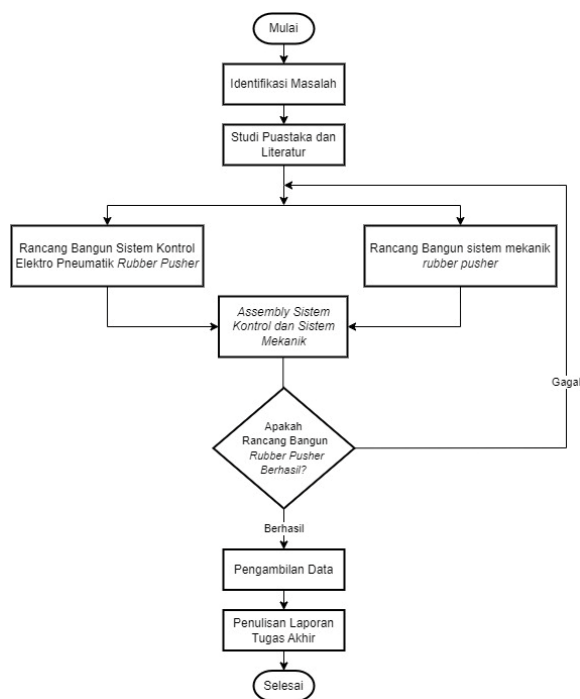 Mulai
Identifikasi Masalah
Studi Puastaka dan
Literatur
Rancang Bangun Sistem Kontrol
Elektro Pneumatik Rubber Pusher
Rancang Bangun sistem mekanik
rubber pusher
Assembly Sistem
Kontrol dan Sistem
Mekanik
Gagal
Apakah
Rancang Bangun
Rubber Pusher
Berhasil?
Berhasil
Pengambilan Data
Penulisan Laporan
Tugas Akhir
Selesai